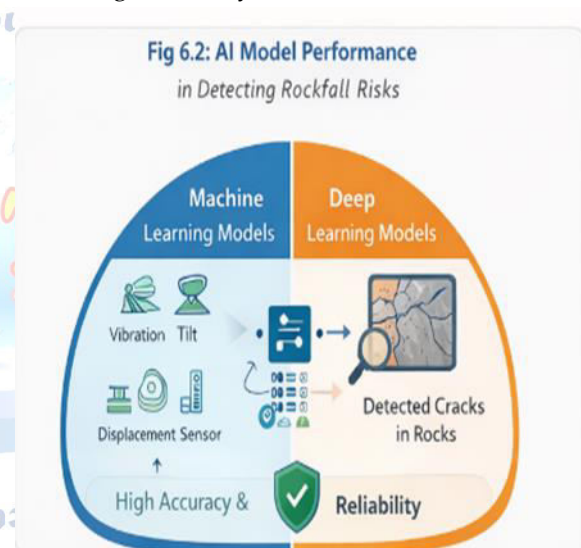 Fig 6.2: AI Model Performance
in Detecting Rockfall Risks
Machine
Learning Models
Deep
Learning Models
Vibration Tilt
Displacement Sensor
Detected Cracks
in Rocks
High Accuracy & Reliability